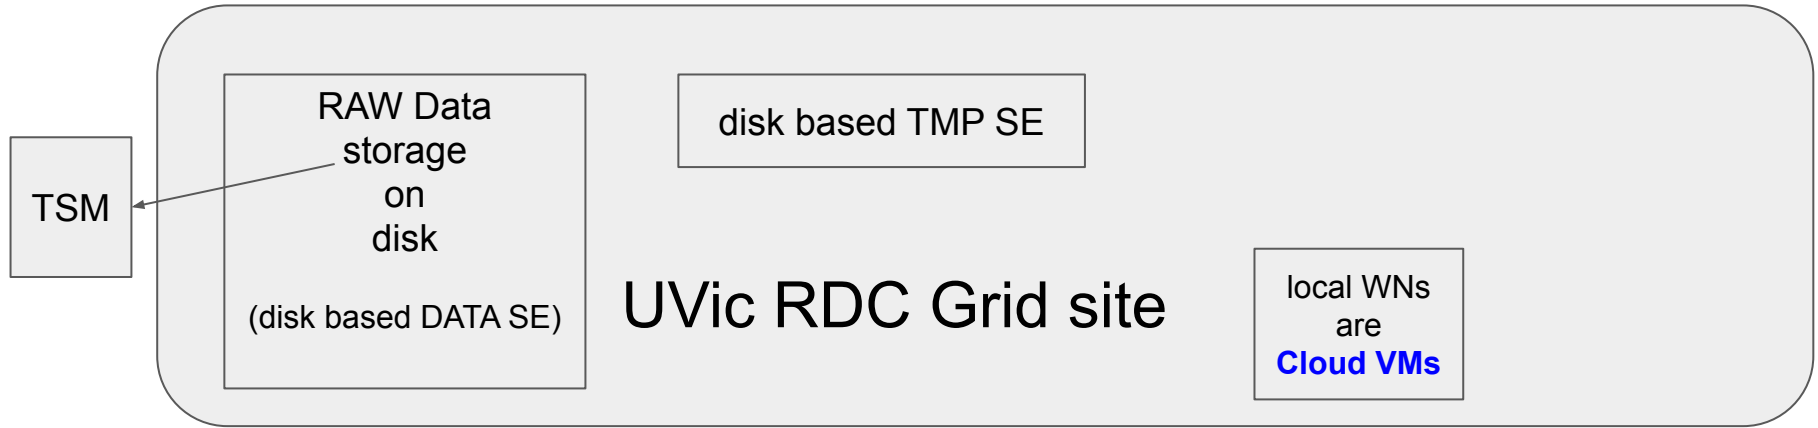 TSM
RAW Data
storage
on
disk
(disk based DATA SE)
disk based TMP SE
UVic RDC Grid site
local WNs
are
Cloud VMs